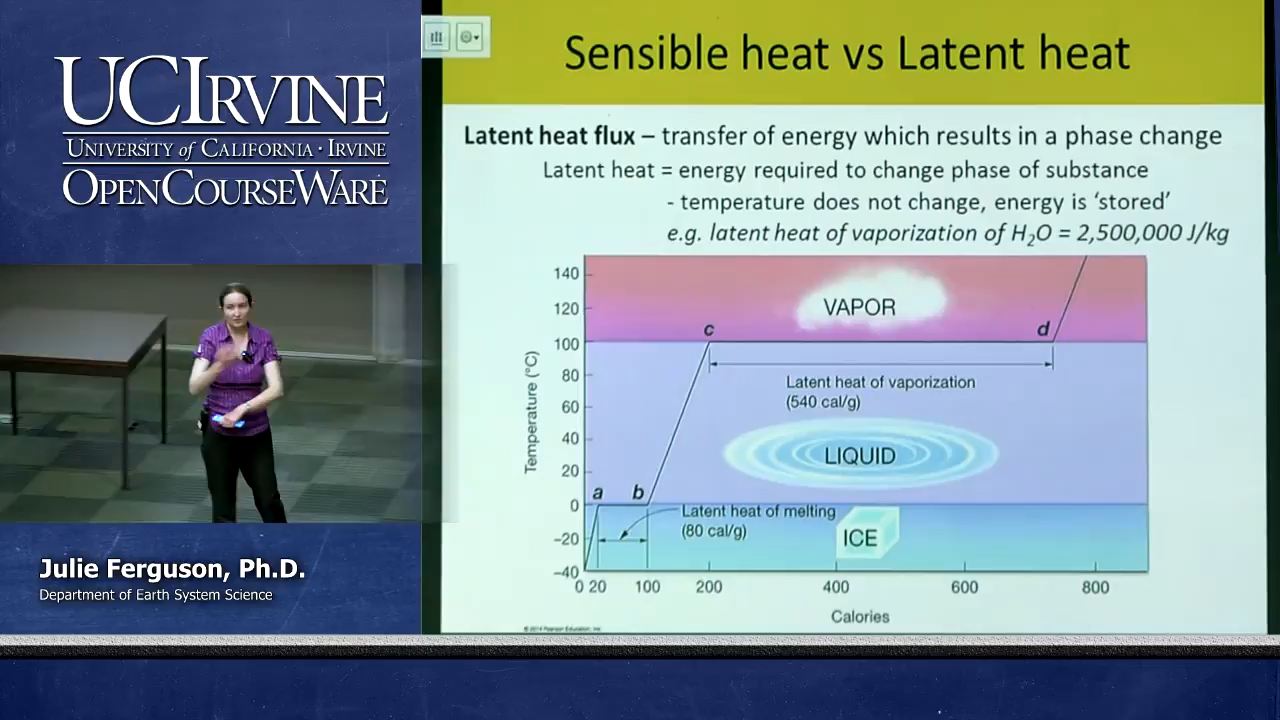 UCIRVINE
UNIVERSITY of CALIFORNIA · IRVINE
OPENCOURSEWARE
Julie Ferguson, Ph.D.
Department of Earth System Science
Sensible heat vs Latent heat
Latent heat flux – transfer of energy which results in a phase change
Latent heat = energy required to change phase of substance
- temperature does not change, energy is ‘stored’
e.g. latent heat of vaporization of H2O = 2,500,000 J/kg
Temperature (°C)
140
120
100
80
60
40
20
0
−20
−40
VAPOR
c
d
Latent heat of vaporization
(540 cal/g)
LIQUID
a
b
Latent heat of melting
(80 cal/g)
ICE
0 20 100 200 400 600 800
Calories
© 2014 Pearson Education, Inc.